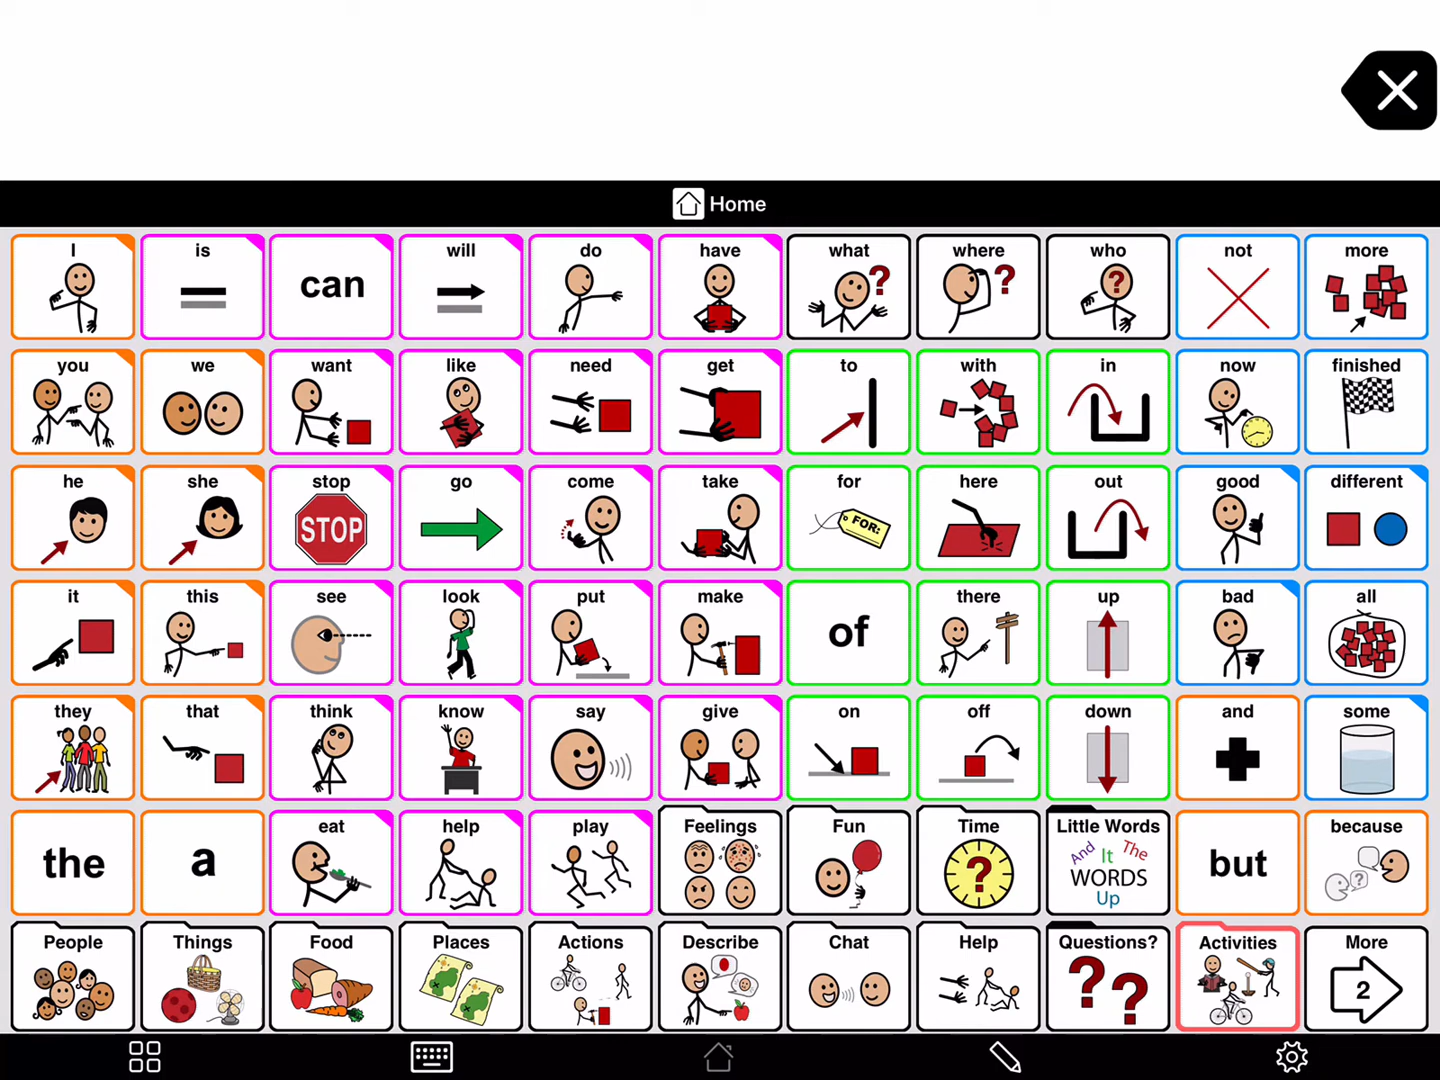 Home
I is can will do have what where who not more
you we want like need get to with in now finished
he she stop go come take for here out good different
STOP FOR:
it this see look put make of there up bad all
they that think know say give on off down and some
the a eat help play Feelings Fun Time Little Words but because
And It The
WORDS
Up
People Things Food Places Actions Describe Chat Help Questions? Activities More
2